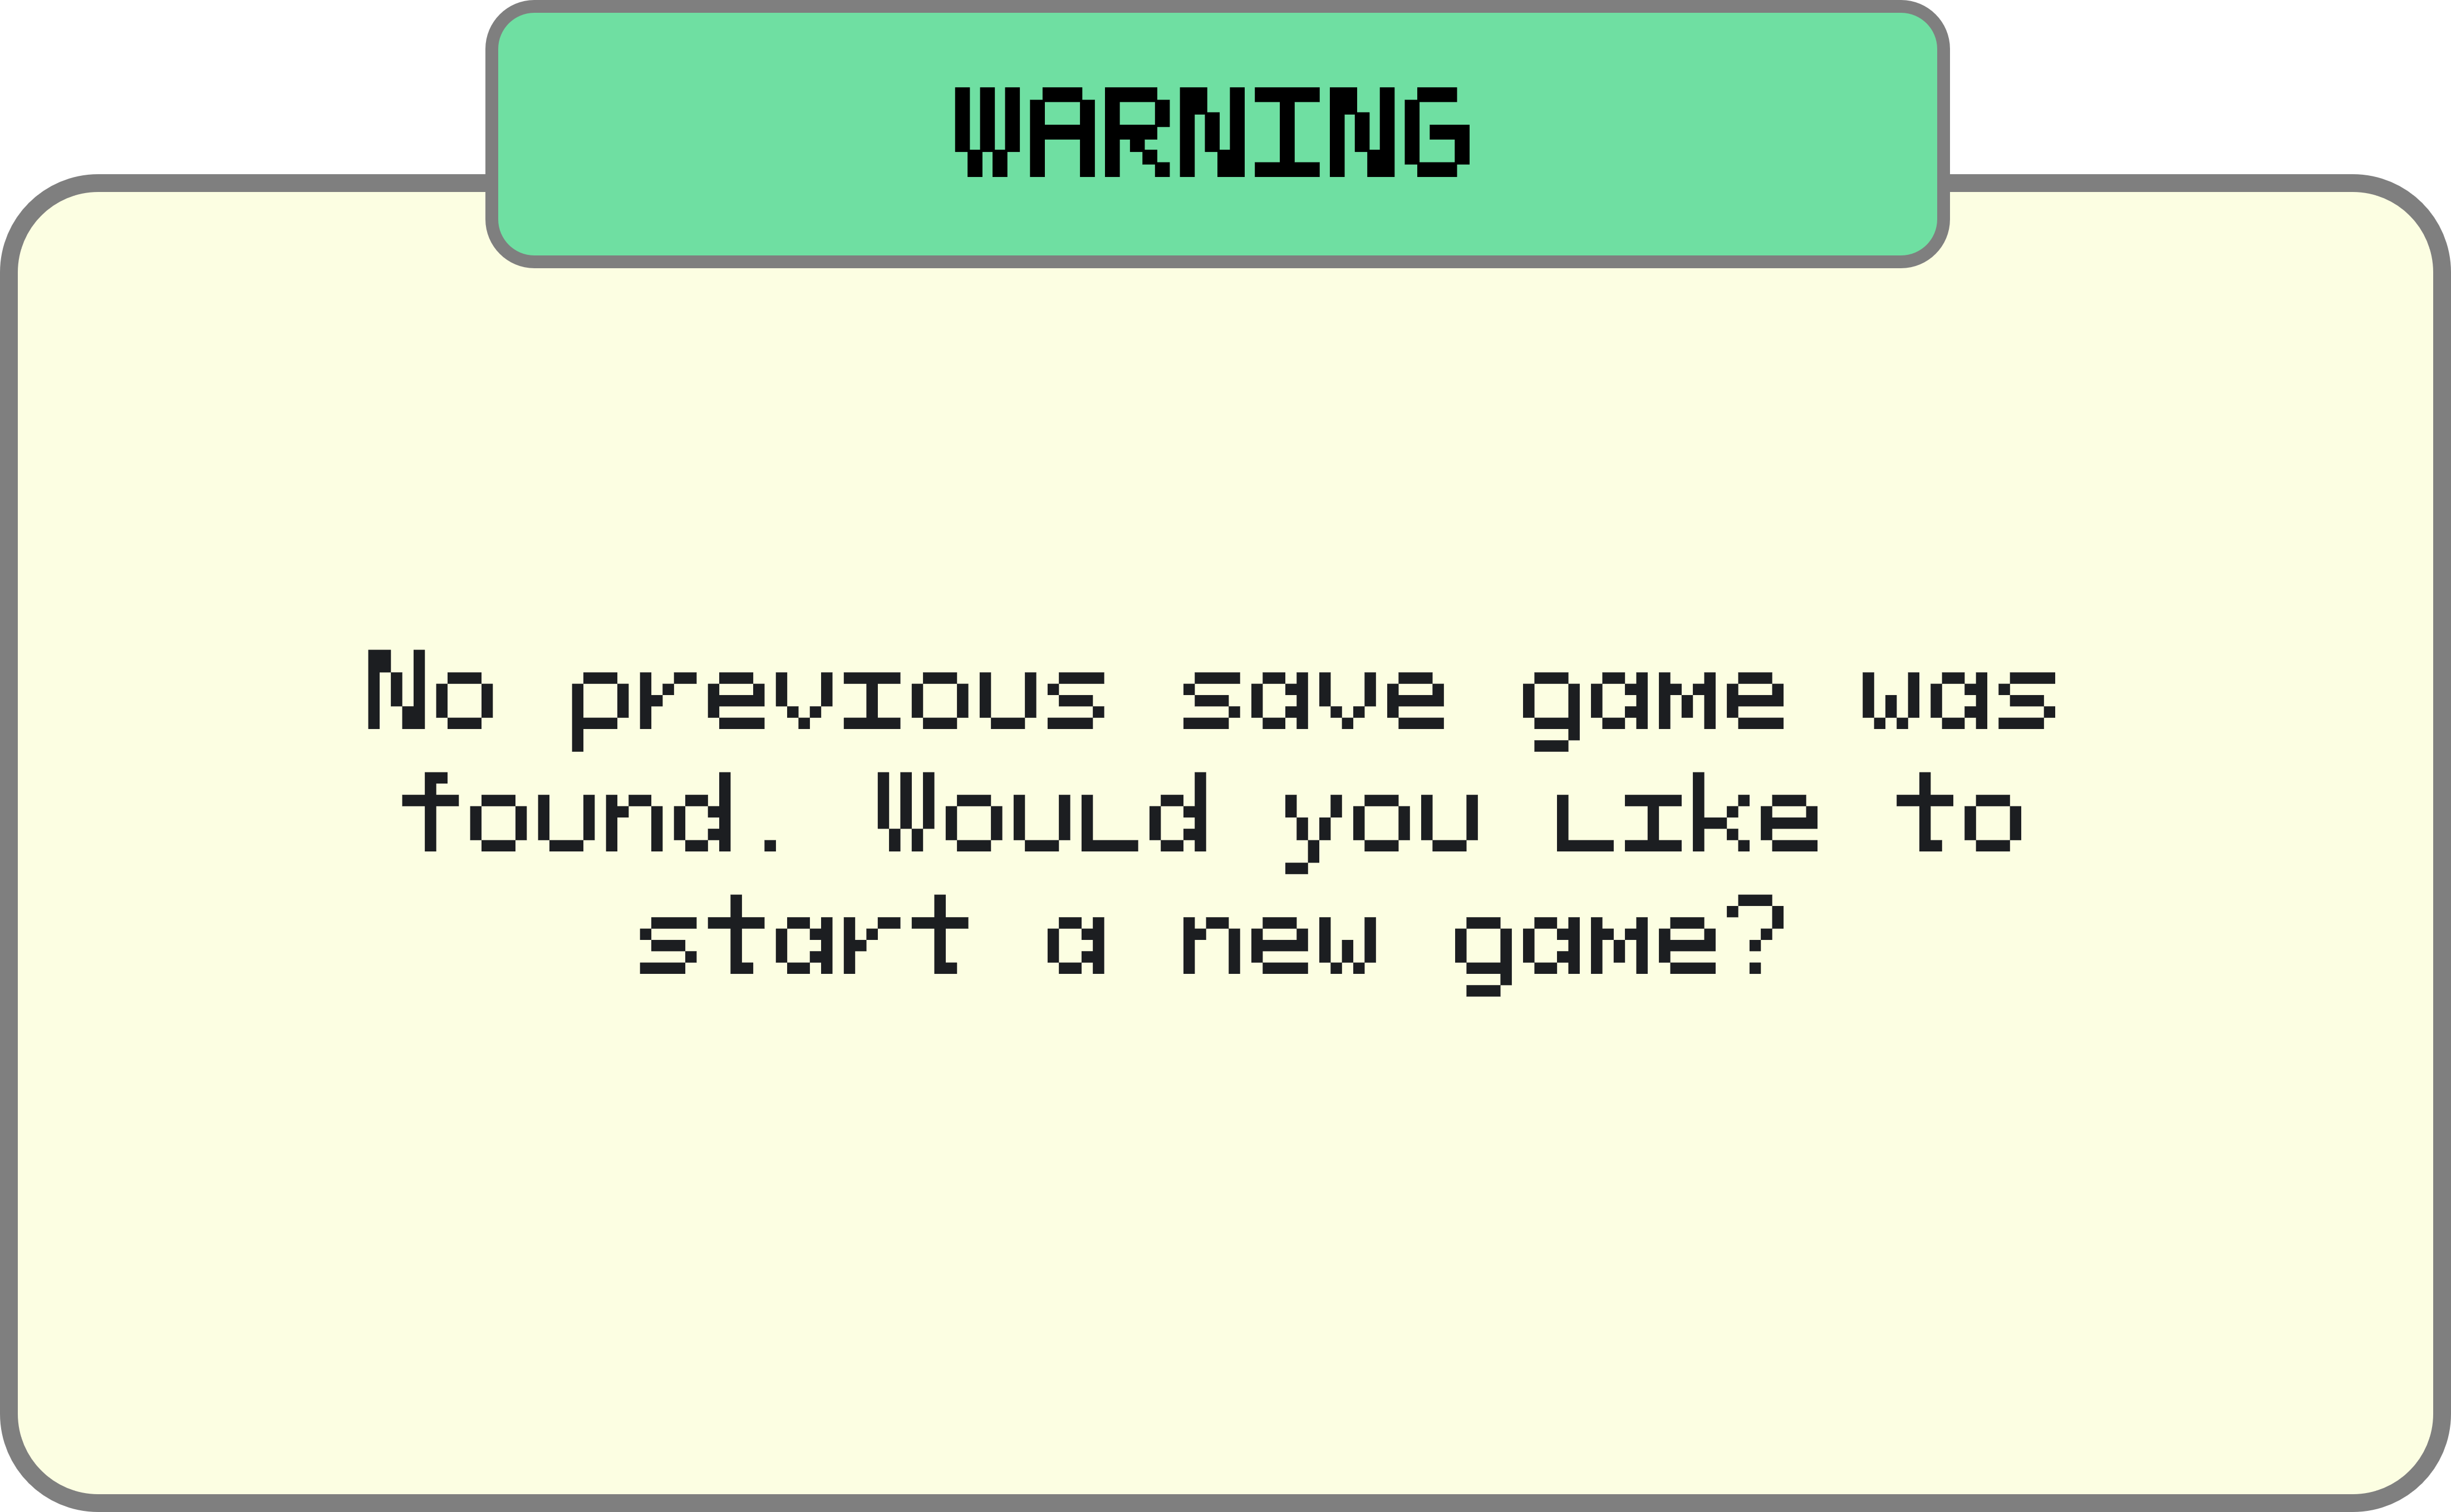 WARNING
No previous save game was
found. Would you like to
start a new game?